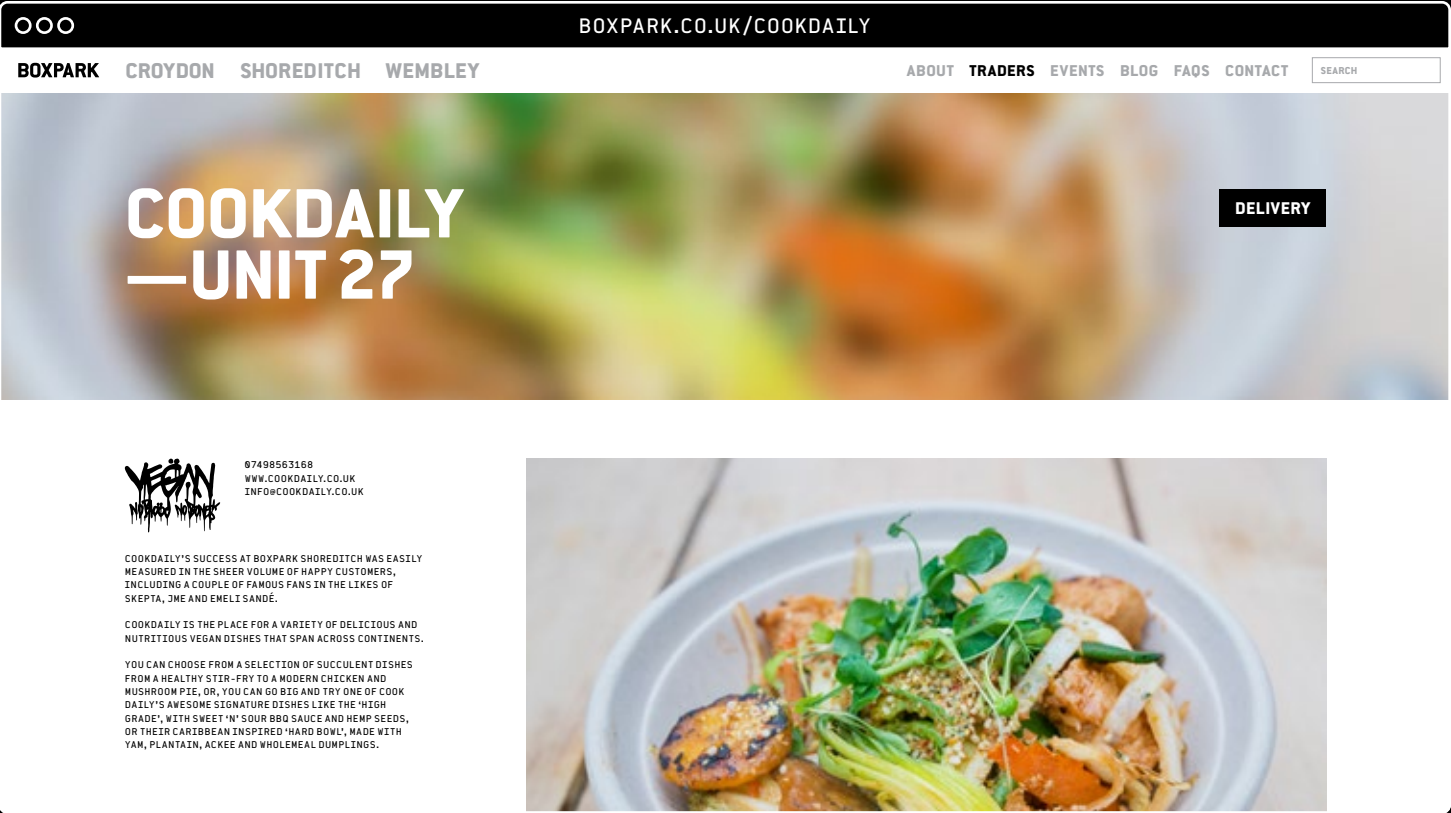 BOXPARK.CO.UK/COOKDAILY
BOXPARK CROYDON SHOREDITCH WEMBLEY ABOUT TRADERS EVENTS BLOG FAQS CONTACT SEARCH
COOKDAILY
—UNIT 27
DELIVERY
VEGAN
NO BLOOD NO BONES
07498563168
WWW.COOKDAILY.CO.UK
INFO@COOKDAILY.CO.UK
COOKDAILY'S SUCCESS AT BOXPARK SHOREDITCH WAS EASILY
MEASURED IN THE SHEER VOLUME OF HAPPY CUSTOMERS,
INCLUDING A COUPLE OF FAMOUS FANS IN THE LIKES OF
SKEPTA, JME AND EMELI SANDÉ.
COOKDAILY IS THE PLACE FOR A VARIETY OF DELICIOUS AND
NUTRITIOUS VEGAN DISHES THAT SPAN ACROSS CONTINENTS.
YOU CAN CHOOSE FROM A SELECTION OF SUCCULENT DISHES
FROM A HEALTHY STIR-FRY TO A MODERN CHICKEN AND
MUSHROOM PIE, OR, YOU CAN GO BIG AND TRY ONE OF COOK
DAILY'S AWESOME SIGNATURE DISHES LIKE THE 'HIGH
GRADE', WITH SWEET 'N' SOUR BBQ SAUCE AND HEMP SEEDS,
OR THEIR CARIBBEAN INSPIRED 'HARD BOWL', MADE WITH
YAM, PLANTAIN, ACKEE AND WHOLEMEAL DUMPLINGS.